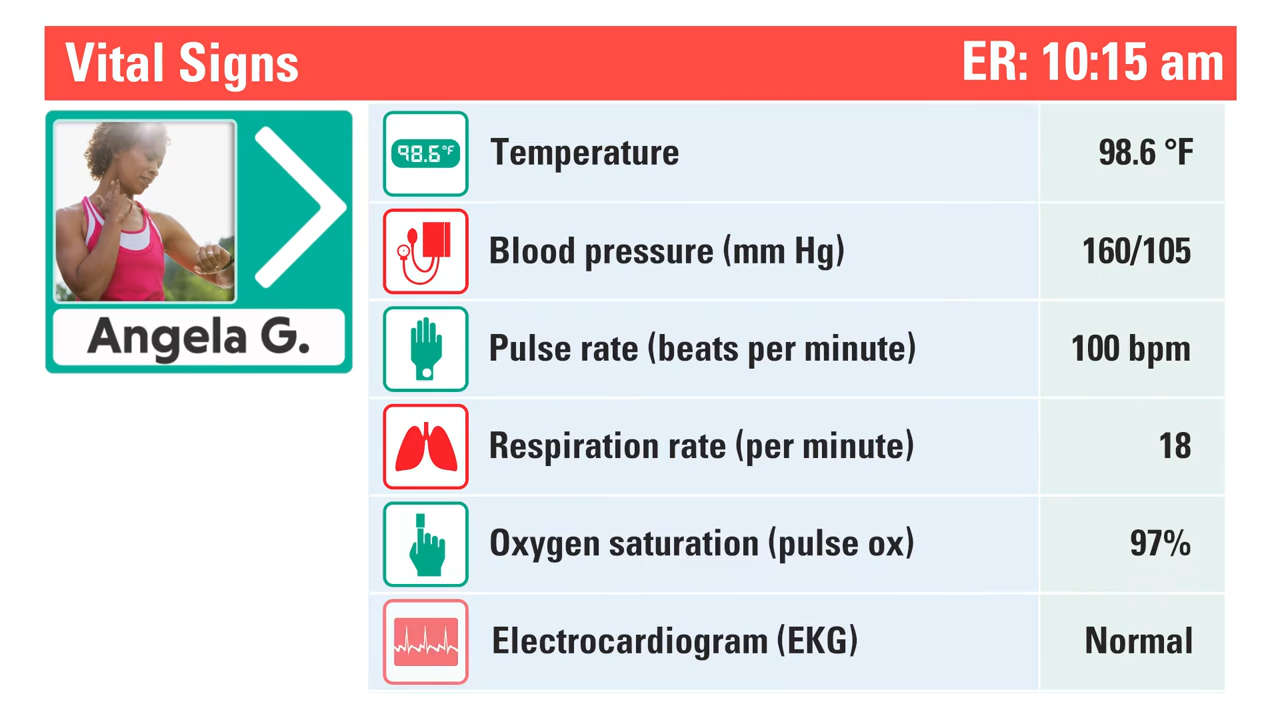 Vital Signs
ER: 10:15 am
Angela G.
98.6°F
Temperature
98.6 °F
Blood pressure (mm Hg)
160/105
Pulse rate (beats per minute)
100 bpm
Respiration rate (per minute)
18
Oxygen saturation (pulse ox)
97%
Electrocardiogram (EKG)
Normal